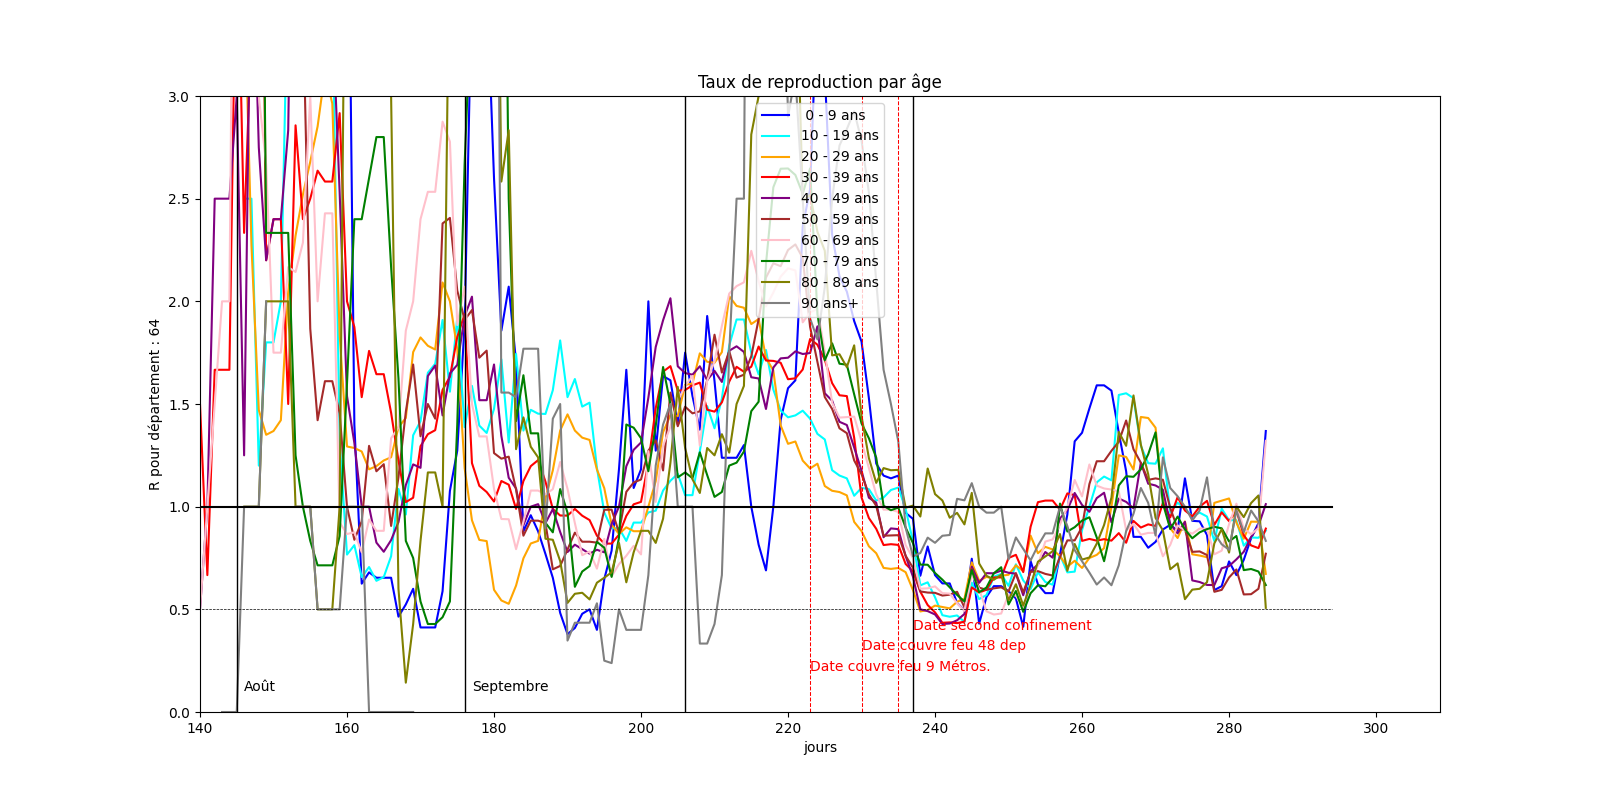 Taux de reproduction par âge
R pour département : 64
3.0
2.5
2.0
1.5
1.0
0.5
0.0
0 - 9 ans
10 - 19 ans
20 - 29 ans
30 - 39 ans
40 - 49 ans
50 - 59 ans
60 - 69 ans
70 - 79 ans
80 - 89 ans
90 ans+
Date second confinement
Date couvre feu 48 dep
Date couvre feu 9 Métros.
Août
Septembre
140
160
180
200
220
240
260
280
300
jours